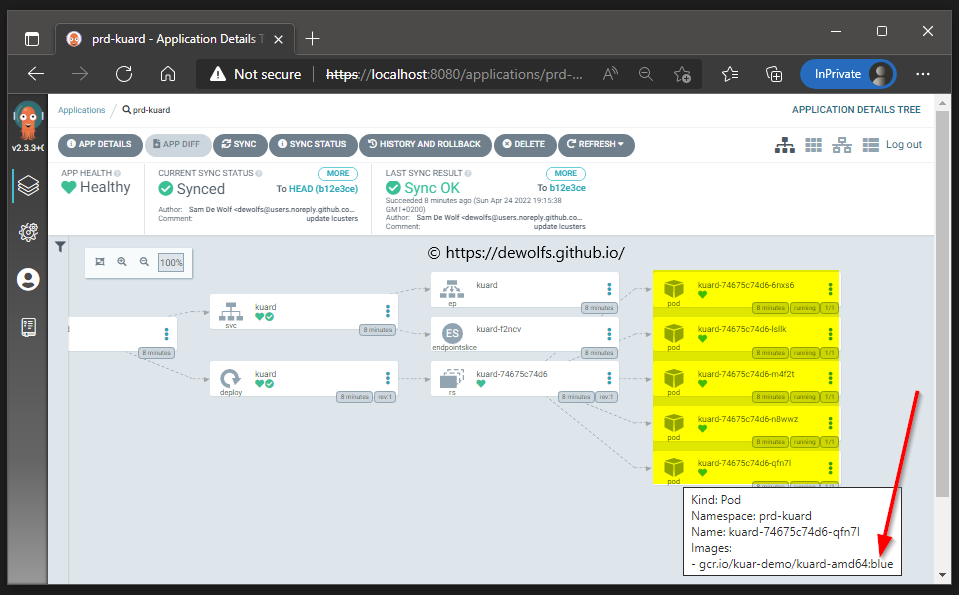 prd-kuard - Application Details T
Not secure
https://localhost:8080/applications/prd-...
InPrivate
v2.3.3+
Applications / prd-kuard
APPLICATION DETAILS TREE
APP DETAILS
APP DIFF
SYNC
SYNC STATUS
HISTORY AND ROLLBACK
DELETE
REFRESH
Log out
APP HEALTH
Healthy
CURRENT SYNC STATUS
MORE
Synced
To HEAD (b12e3ce)
Author: Sam De Wolf <dewolfs@users.noreply.github.co...
Comment: update lcusters
LAST SYNC RESULT
MORE
Sync OK
To b12e3ce
Succeeded 8 minutes ago (Sun Apr 24 2022 19:15:38
GMT+0200)
Author: Sam De Wolf <dewolfs@users.noreply.github.co...
Comment: update lcusters
© https://dewolfs.github.io/
100%
8 minutes
kuard
svc
8 minutes
kuard
deploy
8 minutes
rev:1
kuard
ep
8 minutes
ES
kuard-f2ncv
endpointslice
8 minutes
kuard-74675c74d6
rs
8 minutes
rev:1
kuard-74675c74d6-6nxs6
pod
8 minutes
running
1/1
kuard-74675c74d6-lsllk
pod
8 minutes
running
1/1
kuard-74675c74d6-m4f2t
pod
8 minutes
running
1/1
kuard-74675c74d6-n8wwz
pod
8 minutes
running
1/1
kuard-74675c74d6-qfn7l
pod
8 minutes
running
1/1
Kind: Pod
Namespace: prd-kuard
Name: kuard-74675c74d6-qfn7l
Images:
- gcr.io/kuar-demo/kuard-amd64:blue